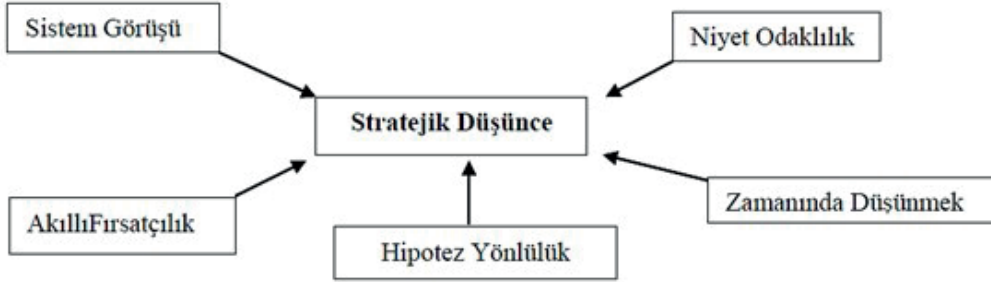 Sistem Görüşü
Niyet Odaklılık
Stratejik Düşünce
AkıllıFırsatçılık
Zamanında Düşünmek
Hipotez Yönlülük